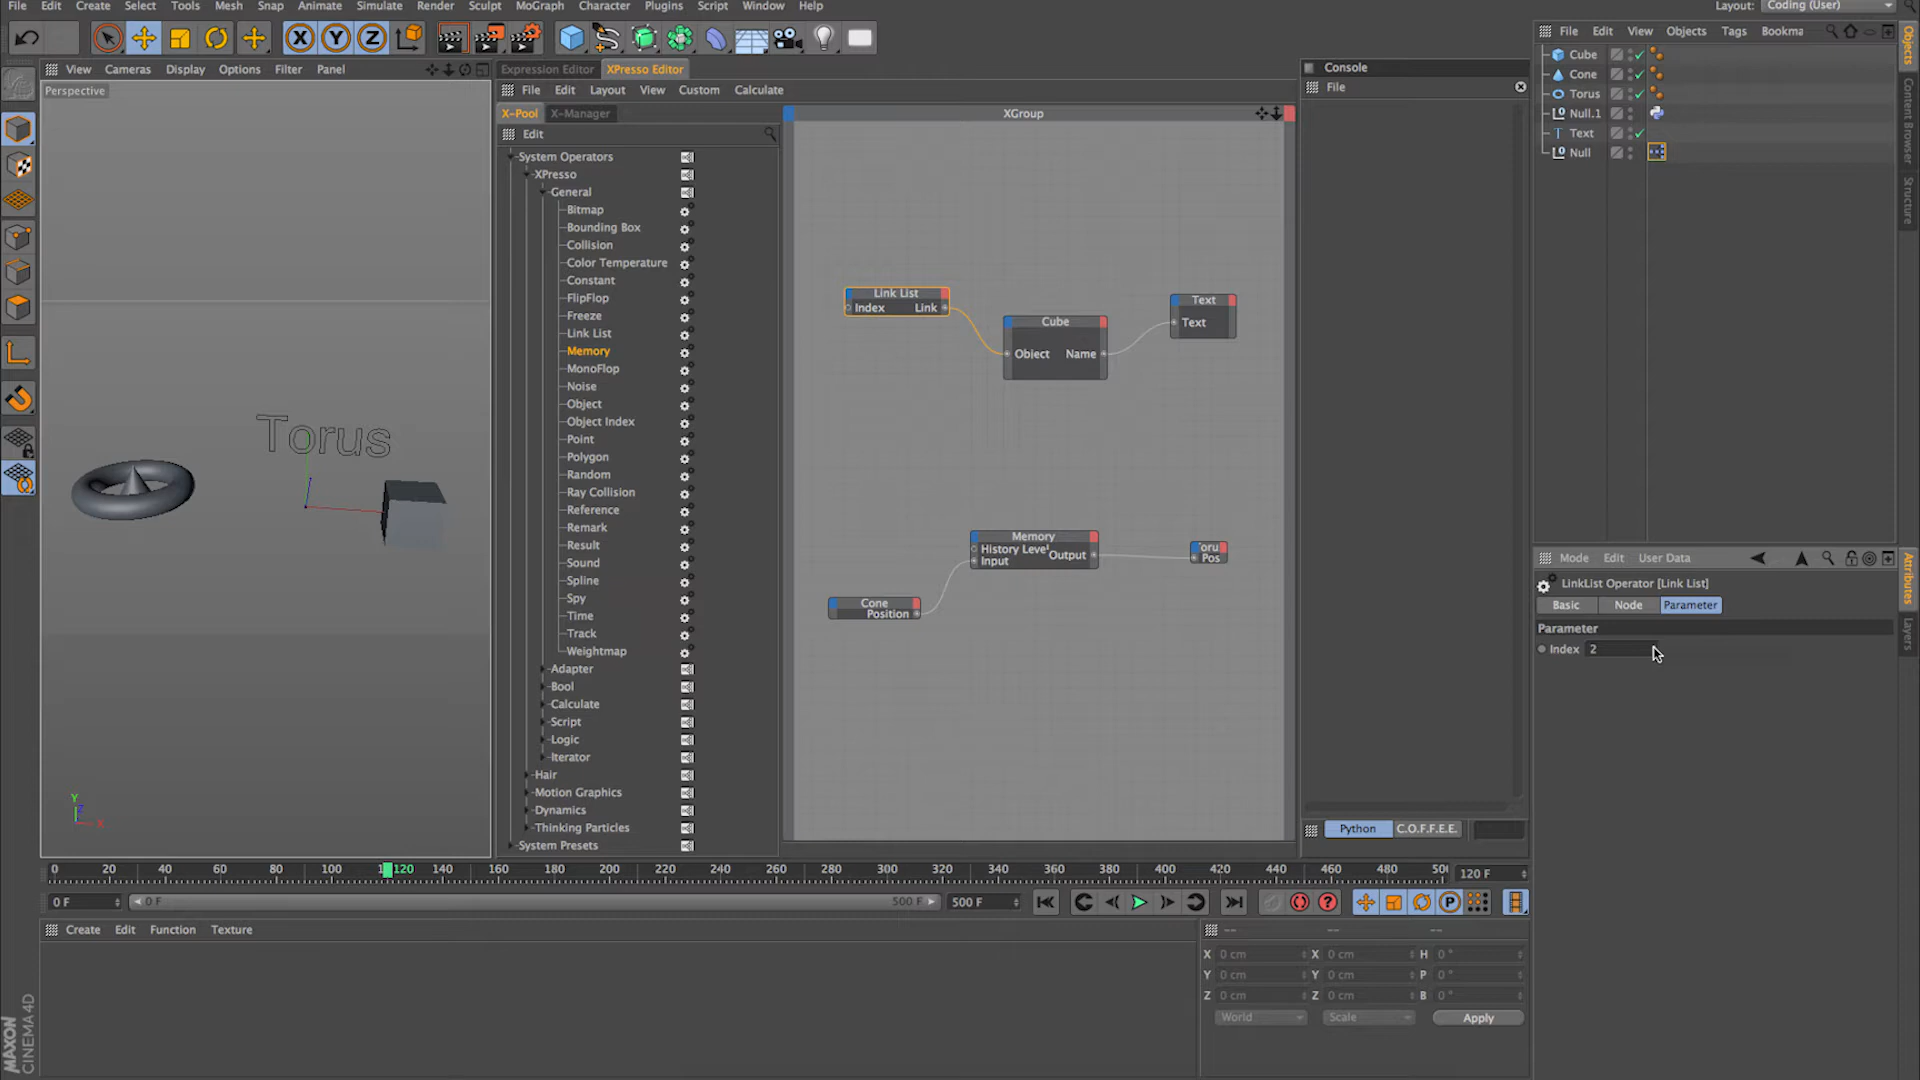 File Edit Create Select Tools Mesh Snap Animate Simulate Render Sculpt MoGraph Character Plugins Script Window Help
Layout: Coding (User)
X Y Z
View Cameras Display Options Filter Panel
Perspective
Torus
Y
X
Expression Editor XPresso Editor
File Edit Layout View Custom Calculate
X-Pool X-Manager
Edit
System Operators
XPresso
General
Bitmap
Bounding Box
Collision
Color Temperature
Constant
FlipFlop
Freeze
Link List
Memory
MonoFlop
Noise
Object
Object Index
Point
Polygon
Random
Ray Collision
Reference
Remark
Result
Sound
Spline
Spy
Time
Track
Weightmap
Adapter
Bool
Calculate
Script
Logic
Iterator
Hair
Motion Graphics
Dynamics
Thinking Particles
System Presets
XGroup
Link List
Index Link
Cube
Object Name
Text
Text
Memory
History Level
Output
Input
Toru
Pos
Cone
Position
Console
File
Python C.O.F.F.E.E.
File Edit View Objects Tags Bookma
Cube
Cone
Torus
Null.1
Text
Null
Objects
Content Browser
Structure
Mode Edit User Data
LinkList Operator [Link List]
Basic Node Parameter
Parameter
Index 2
Attributes
Layers
0 20 40 60 80 100 120 140 160 180 200 220 240 260 280 300 320 340 360 380 400 420 440 460 480 500
120 F
0 F 0 F 500 F 500 F
Create Edit Function Texture
-- -- --
X 0 cm X 0 cm H 0 °
Y 0 cm Y 0 cm P 0 °
Z 0 cm Z 0 cm B 0 °
World Scale Apply
MAXON
CINEMA 4D